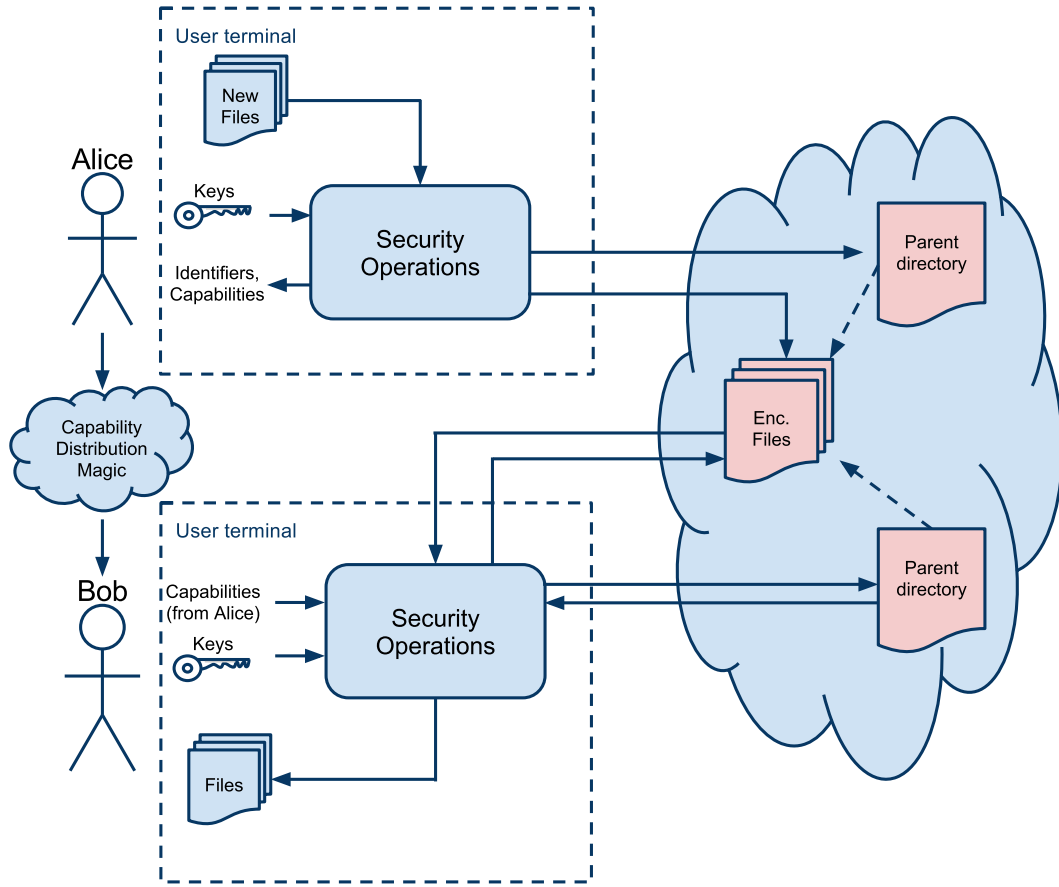 User terminal
New
Files
Alice
Keys
Security
Operations
Identifiers,
Capabilities
Parent
directory
Capability
Distribution
Magic
Enc.
Files
User terminal
Bob
Capabilities
(from Alice)
Keys
Security
Operations
Parent
directory
Files